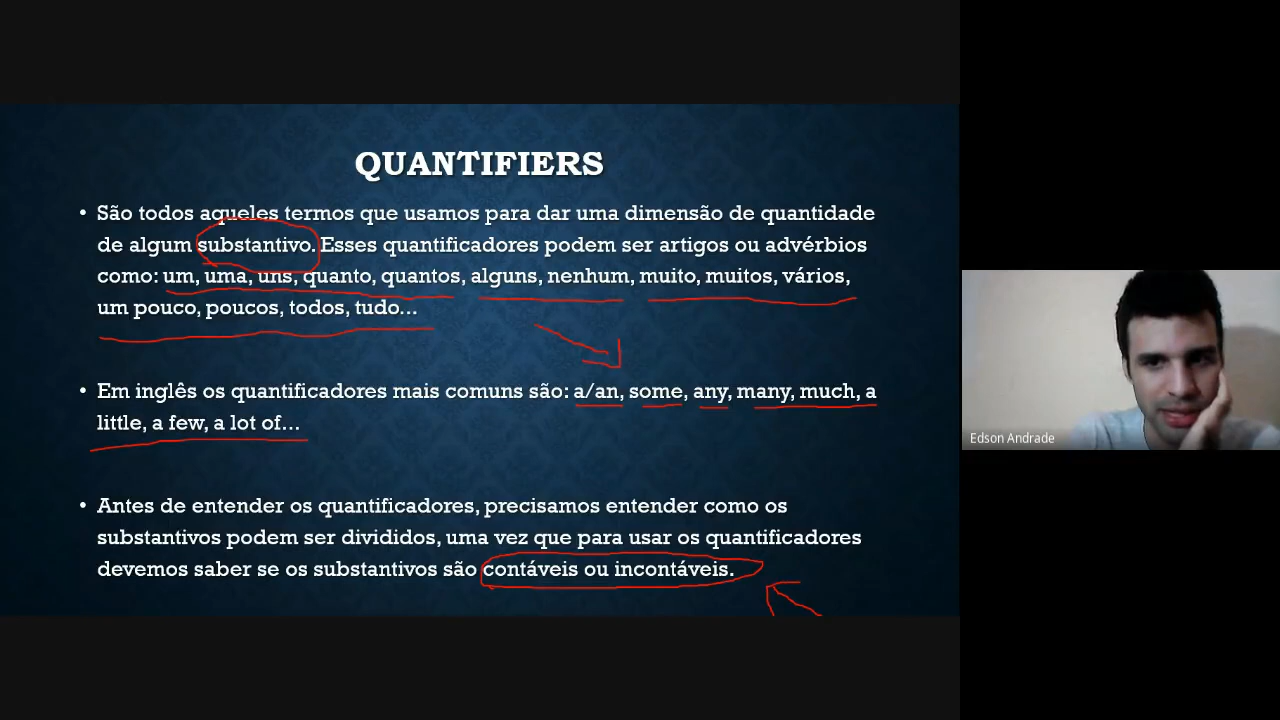 QUANTIFIERS
• São todos aqueles termos que usamos para dar uma dimensão de quantidade
de algum substantivo. Esses quantificadores podem ser artigos ou advérbios
como: um, uma, uns, quanto, quantos, alguns, nenhum, muito, muitos, vários,
um pouco, poucos, todos, tudo...
• Em inglês os quantificadores mais comuns são: a/an, some, any, many, much, a
little, a few, a lot of...
• Antes de entender os quantificadores, precisamos entender como os
substantivos podem ser divididos, uma vez que para usar os quantificadores
devemos saber se os substantivos são contáveis ou incontáveis.
Edson Andrade